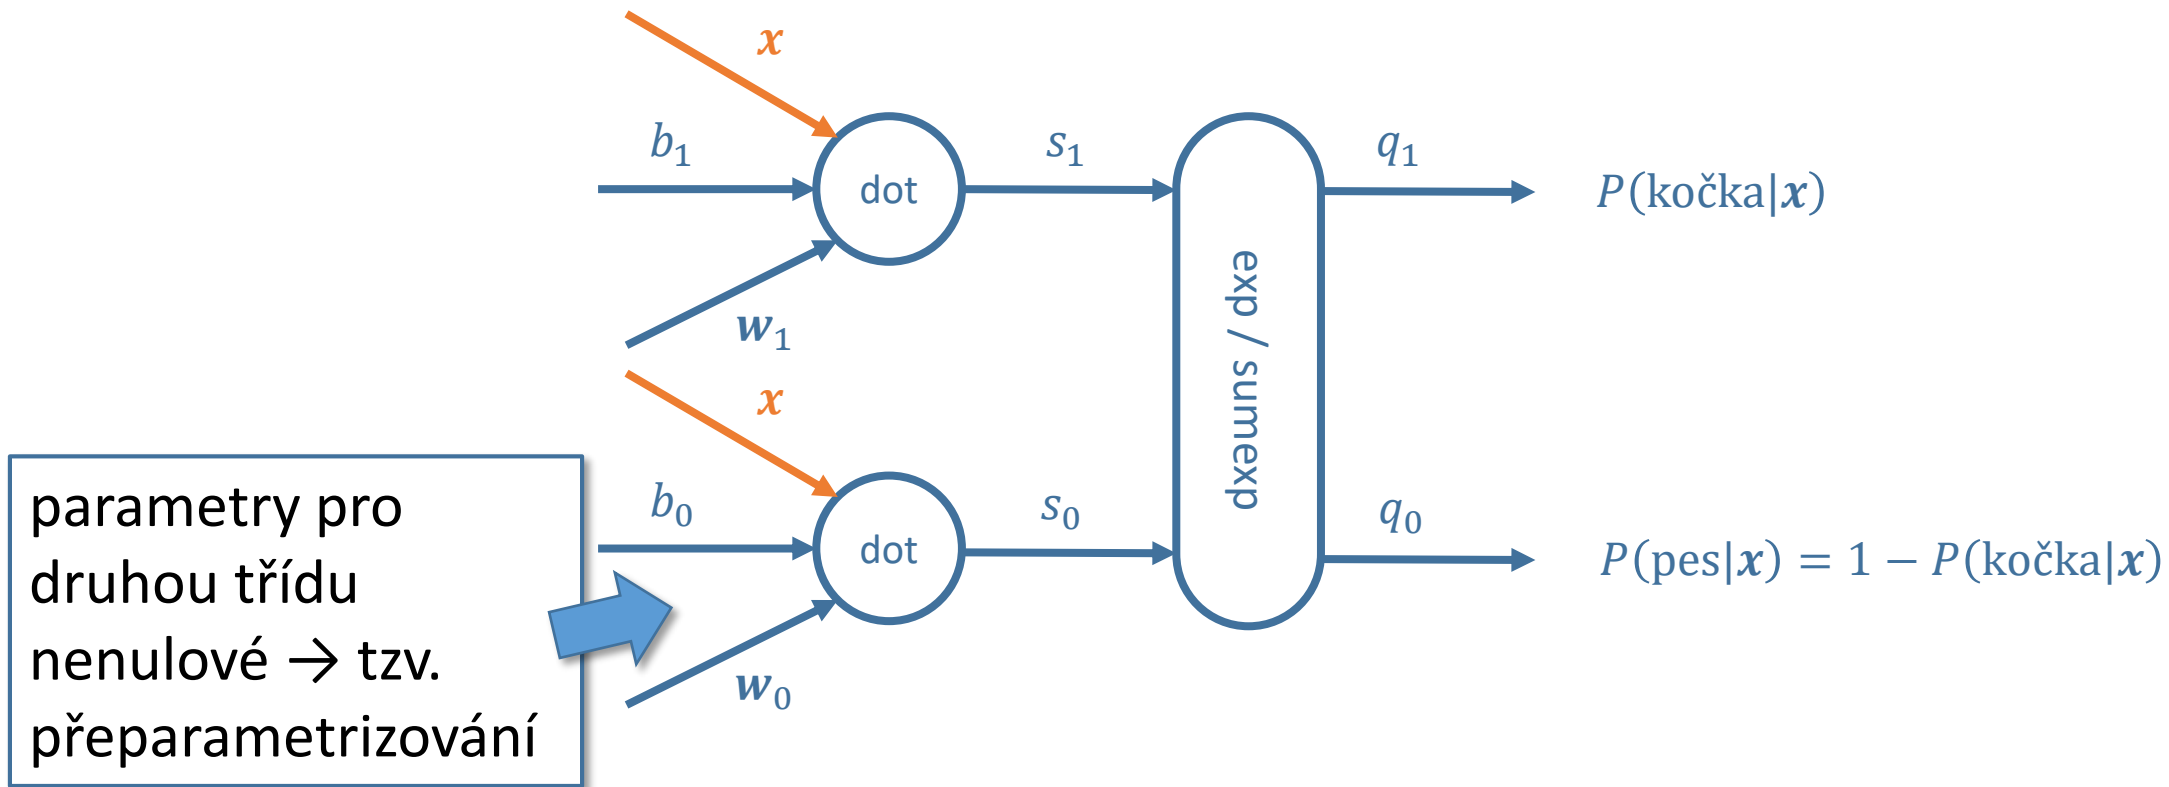 x
b₁
dot
s₁
q₁
P(kočka|x)
w₁
exp / sumexp
x
b₀
dot
s₀
q₀
P(pes|x) = 1 − P(kočka|x)
w₀
parametry pro
druhou třídu
nenulové → tzv.
přeparametrizování